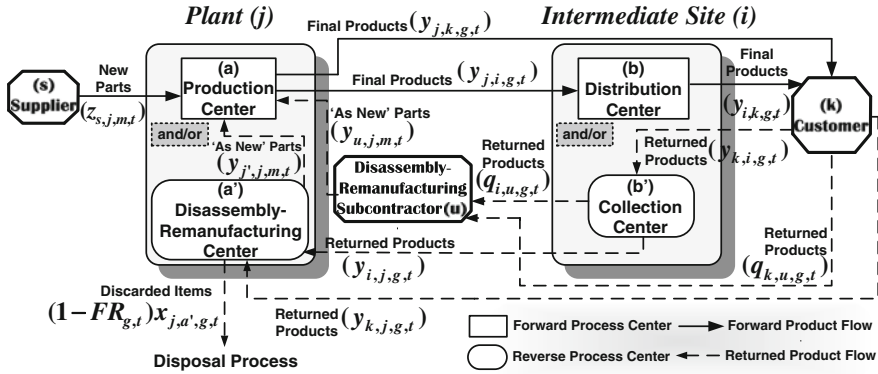 Plant (j)
Intermediate Site (i)
Final Products (y_{j,k,g,t})
(s)
Supplier
New
Parts
(z_{s,j,m,t})
(a)
Production
Center
Final Products (y_{j,i,g,t})
(b)
Distribution
Center
Final
Products
(y_{i,k,g,t})
(k)
Customer
and/or
'As New' Parts
(y_{u,j,m,t})
and/or
'As New' Parts
(y_{j',j,m,t})
Returned
Products (y_{k,i,g,t})
Disassembly-
Remanufacturing
Subcontractor(u)
Returned
Products
(q_{i,u,g,t})
(a')
Disassembly-
Remanufacturing
Center
(b')
Collection
Center
Returned Products
(y_{i,j,g,t})
Returned
Products
(q_{k,u,g,t})
Discarded Items
(1-FR_{g,t})x_{j,a',g,t}
Returned
Products (y_{k,j,g,t})
Disposal Process
Forward Process Center
Forward Product Flow
Reverse Process Center
Returned Product Flow